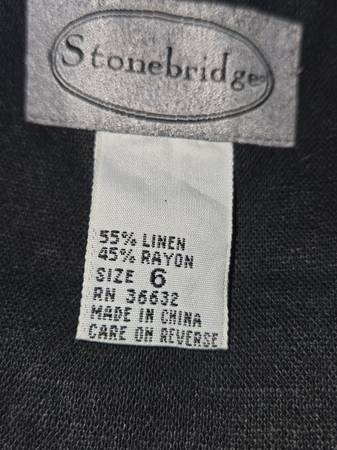 Stonebridge®
55% LINEN
45% RAYON
SIZE 6
RN 36632
MADE IN CHINA
CARE ON REVERSE